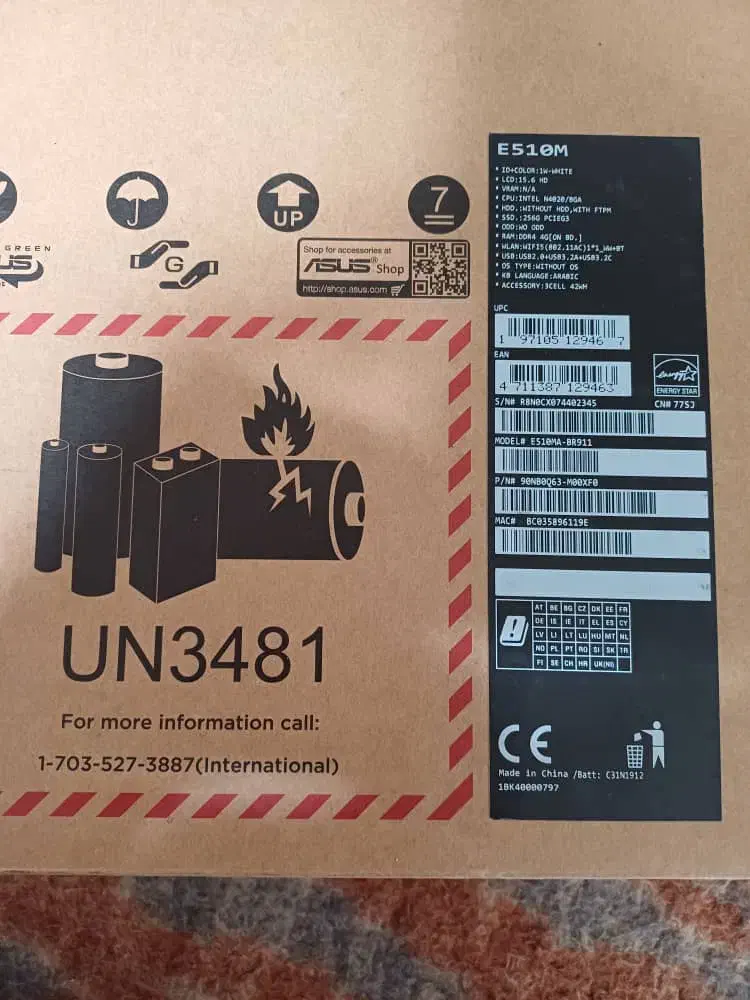 E510M
• ID+COLOR:1W-WHITE
• LCD:15.6 HD
• VRAM:N/A
• CPU:INTEL N4020/BGA
• HDD.:WITHOUT HDD,WITH FTPM
• SSD.:256G PCIEG3
• ODD:WO ODD
• RAM:DDR4 4G[ON BD.]
• WLAN:WIFI5(802.11AC)1*1_WW+BT
• USB:USB2.0+USB3.2A+USB3.2C
• OS TYPE:WITHOUT OS
• KB LANGUAGE:ARABIC
• ACCESSORY:3CELL 42WH
UP
7
GREEN
US
G
Shop for accessories at
ASUS® Shop
http://shop.asus.com
UPC
1 97105 12946 7
EAN
4 711387 129463
energy
ENERGY STAR
S/N# RBN0CX074402345
CN# 77SJ
MODEL# E510MA-BR911
P/N# 90NB0Q63-M00XF0
MAC# BC035896119E
AT BE BG CZ DK EE FR
DE IS IE IT EL ES CY
LV LI LT LU HU MT NL
NO PL PT RO SI SK TR
FI SE CH HR UK(NI)
CE
Made in China /Batt: C31N1912
1BK40000797
UN3481
For more information call:
1-703-527-3887(International)